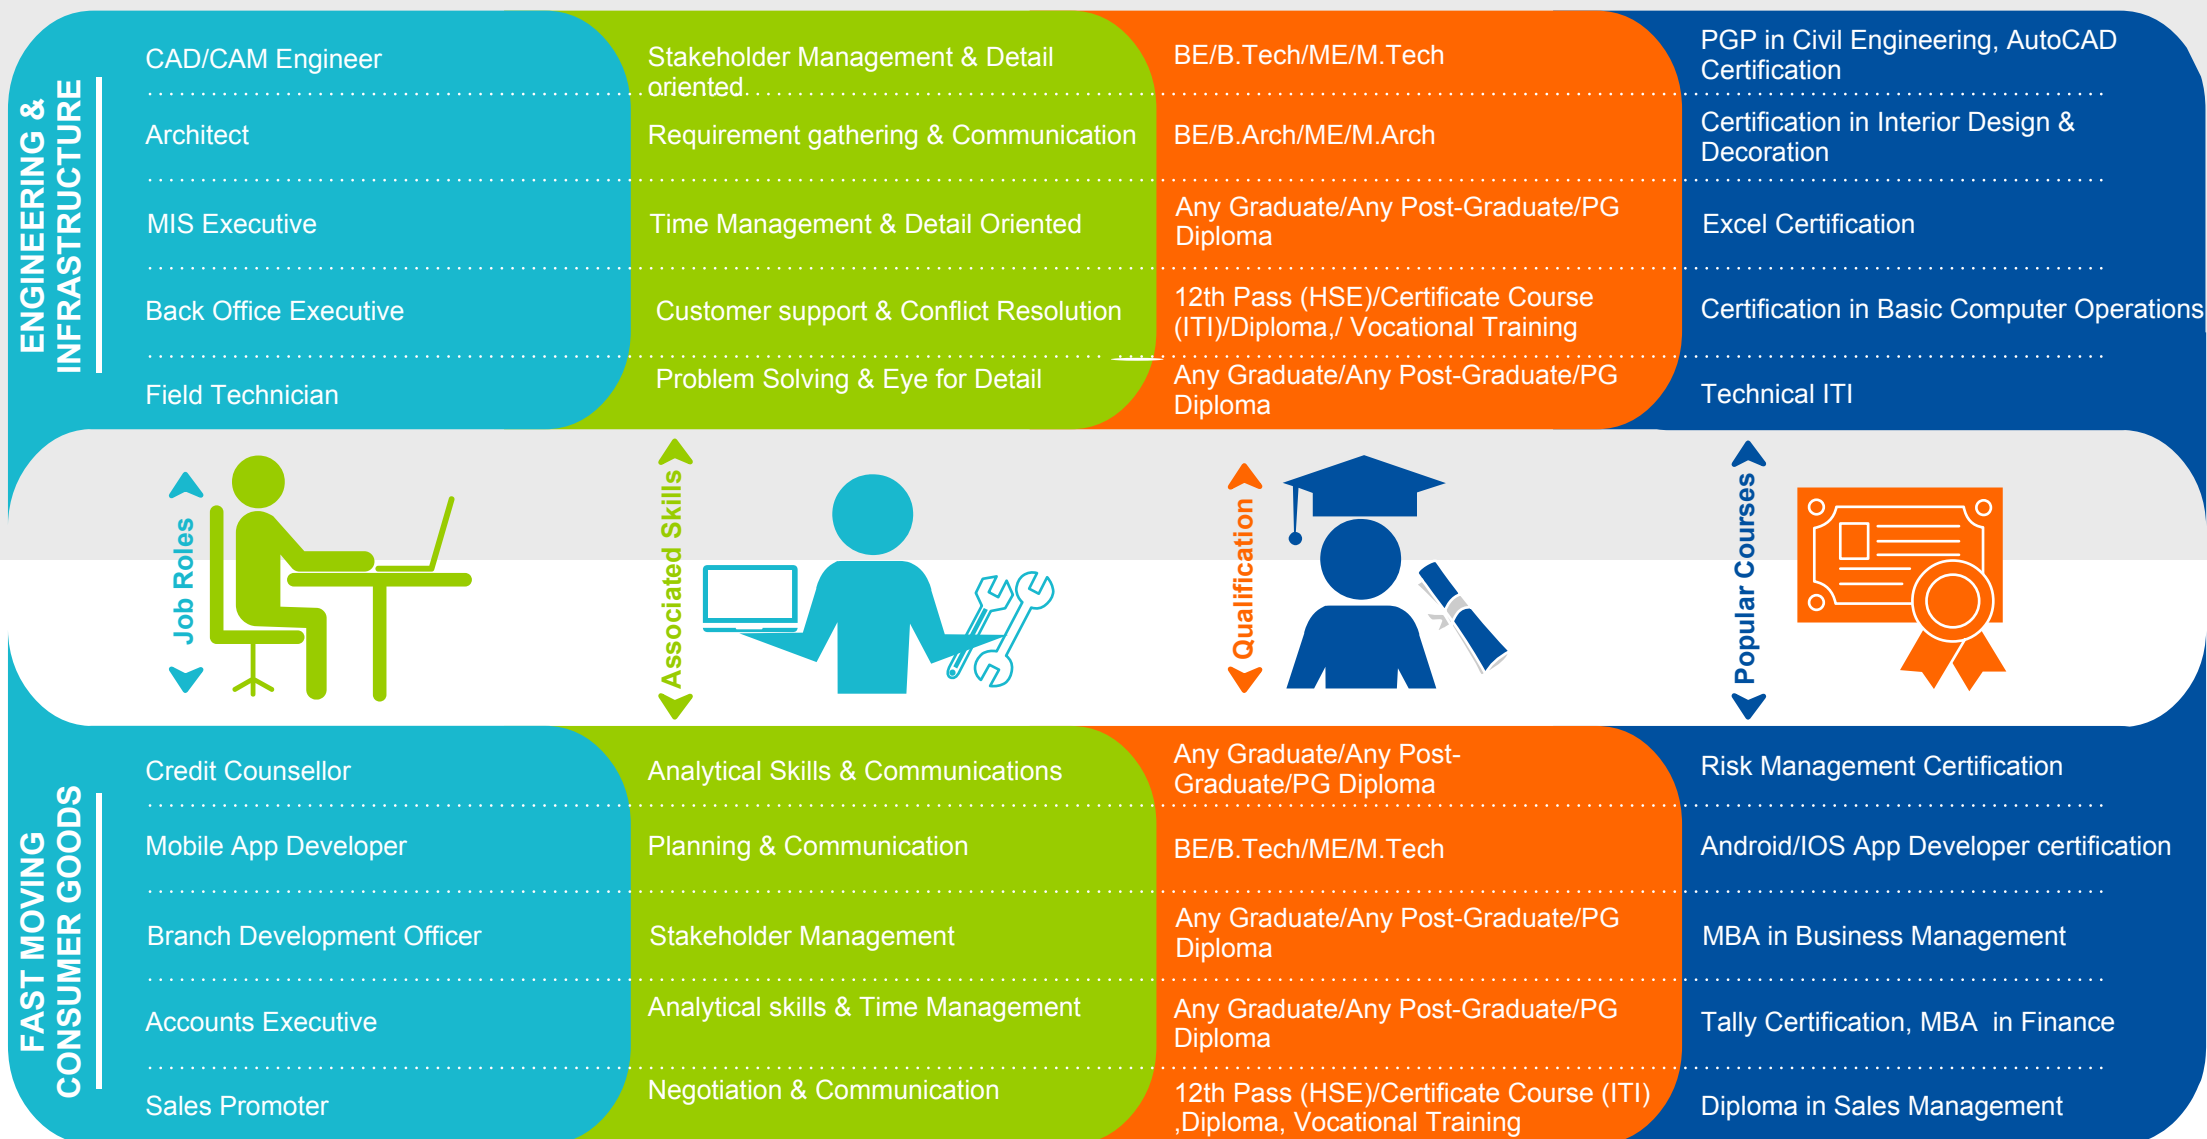 ENGINEERING &
INFRASTRUCTURE
CAD/CAM Engineer
Stakeholder Management & Detail
oriented
BE/B.Tech/ME/M.Tech
PGP in Civil Engineering, AutoCAD
Certification
Architect
Requirement gathering & Communication
BE/B.Arch/ME/M.Arch
Certification in Interior Design &
Decoration
MIS Executive
Time Management & Detail Oriented
Any Graduate/Any Post-Graduate/PG
Diploma
Excel Certification
Back Office Executive
Customer support & Conflict Resolution
12th Pass (HSE)/Certificate Course
(ITI)/Diploma,/ Vocational Training
Certification in Basic Computer Operations
Field Technician
Problem Solving & Eye for Detail
Any Graduate/Any Post-Graduate/PG
Diploma
Technical ITI
Job Roles
Associated Skills
Qualification
Popular Courses
FAST MOVING
CONSUMER GOODS
Credit Counsellor
Analytical Skills & Communications
Any Graduate/Any Post-
Graduate/PG Diploma
Risk Management Certification
Mobile App Developer
Planning & Communication
BE/B.Tech/ME/M.Tech
Android/IOS App Developer certification
Branch Development Officer
Stakeholder Management
Any Graduate/Any Post-Graduate/PG
Diploma
MBA in Business Management
Accounts Executive
Analytical skills & Time Management
Any Graduate/Any Post-Graduate/PG
Diploma
Tally Certification, MBA  in Finance
Sales Promoter
Negotiation & Communication
12th Pass (HSE)/Certificate Course (ITI)
,Diploma, Vocational Training
Diploma in Sales Management